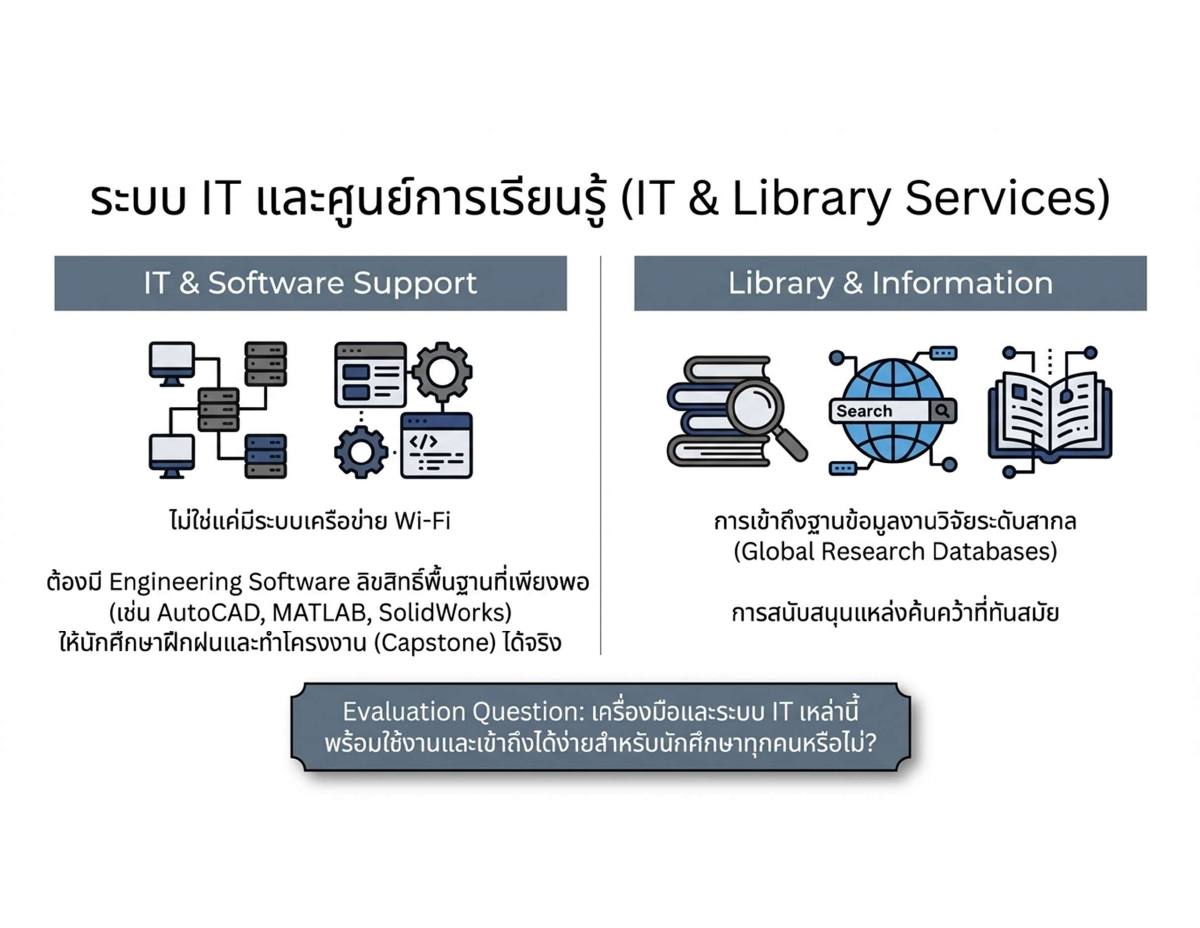 ระบบ IT และศูนย์การเรียนรู้ (IT & Library Services)
IT & Software Support
ไม่ใช่แค่มีระบบเครือข่าย Wi-Fi
ต้องมี Engineering Software ลิขสิทธิ์พื้นฐานที่เพียงพอ
(เช่น AutoCAD, MATLAB, SolidWorks)
ให้นักศึกษาฝึกฝนและทำโครงงาน (Capstone) ได้จริง
Library & Information
Search
การเข้าถึงฐานข้อมูลงานวิจัยระดับสากล
(Global Research Databases)
การสนับสนุนแหล่งค้นคว้าที่ทันสมัย
Evaluation Question: เครื่องมือและระบบ IT เหล่านี้
พร้อมใช้งานและเข้าถึงได้ง่ายสำหรับนักศึกษาทุกคนหรือไม่?